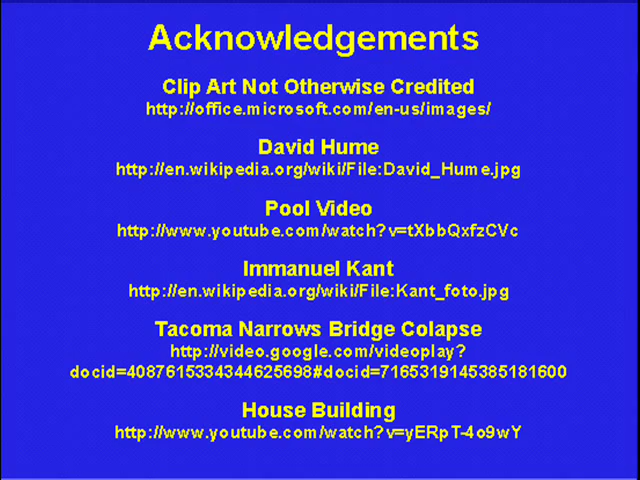 Acknowledgements
Clip Art Not Otherwise Credited
http://office.microsoft.com/en-us/images/
David Hume
http://en.wikipedia.org/wiki/File:David_Hume.jpg
Pool Video
http://www.youtube.com/watch?v=tXbbQxfzCVc
Immanuel Kant
http://en.wikipedia.org/wiki/File:Kant_foto.jpg
Tacoma Narrows Bridge Colapse
http://video.google.com/videoplay?
docid=4087615334344625698#docid=7165319145385181600
House Building
http://www.youtube.com/watch?v=yERpT-4o9wY